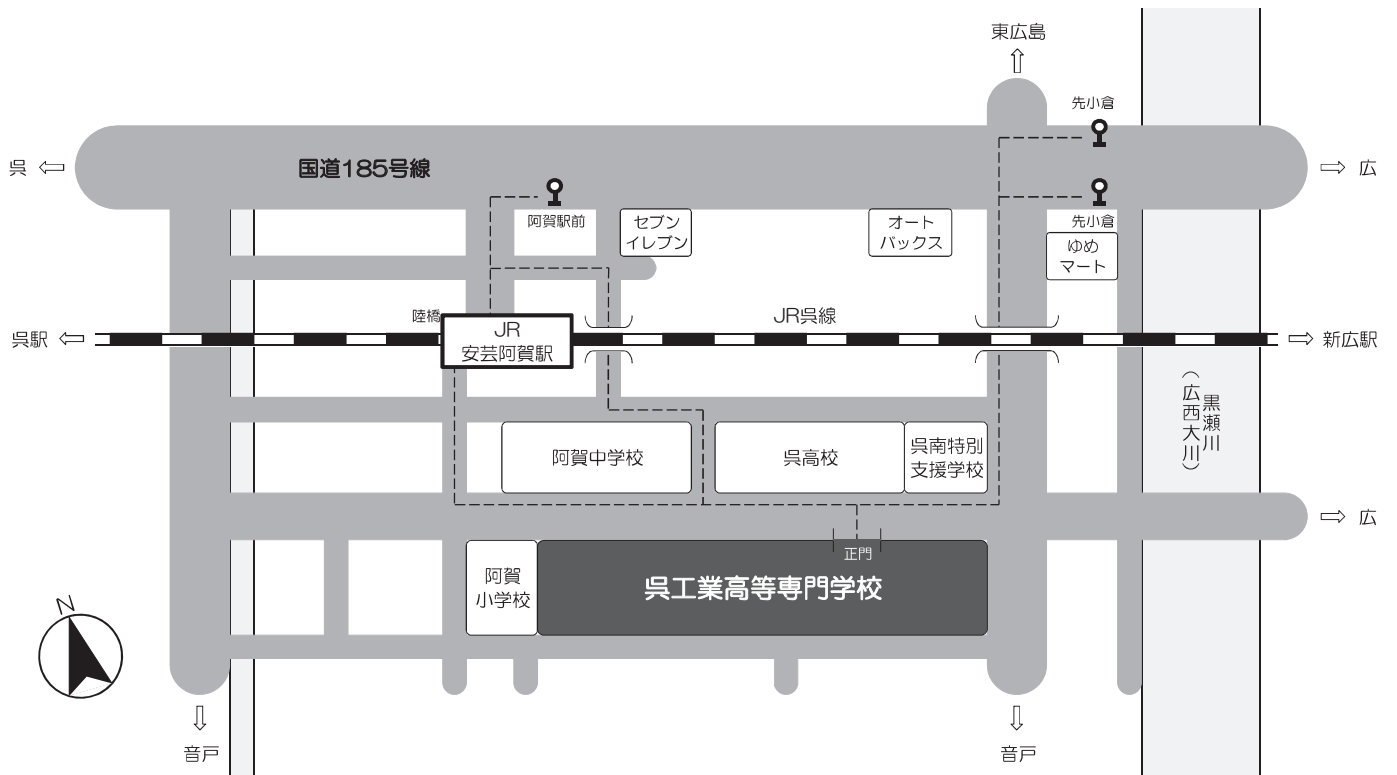 東広島
先小倉
呉
国道185号線
広
阿賀駅前
セブン
イレブン
オート
バックス
先小倉
ゆめ
マート
陸橋
JR呉線
呉駅
JR
安芸阿賀駅
新広駅
黒瀬川
（広西大川）
阿賀中学校
呉高校
呉南特別
支援学校
広
正門
阿賀
小学校
呉工業高等専門学校
N
音戸
音戸